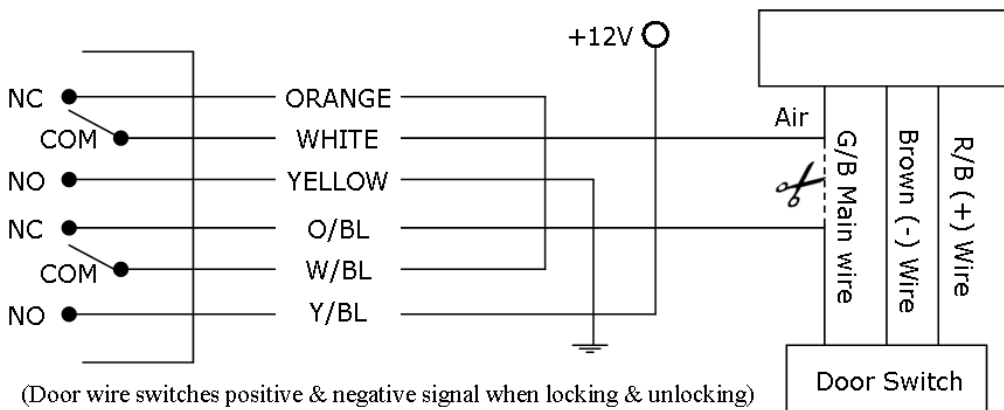 +12V
NC
ORANGE
Air
COM
WHITE
NO
YELLOW
NC
O/BL
COM
W/BL
NO
Y/BL
G/B Main wire
Brown (-) Wire
R/B (+) Wire
Door Switch
(Door wire switches positive & negative signal when locking & unlocking)